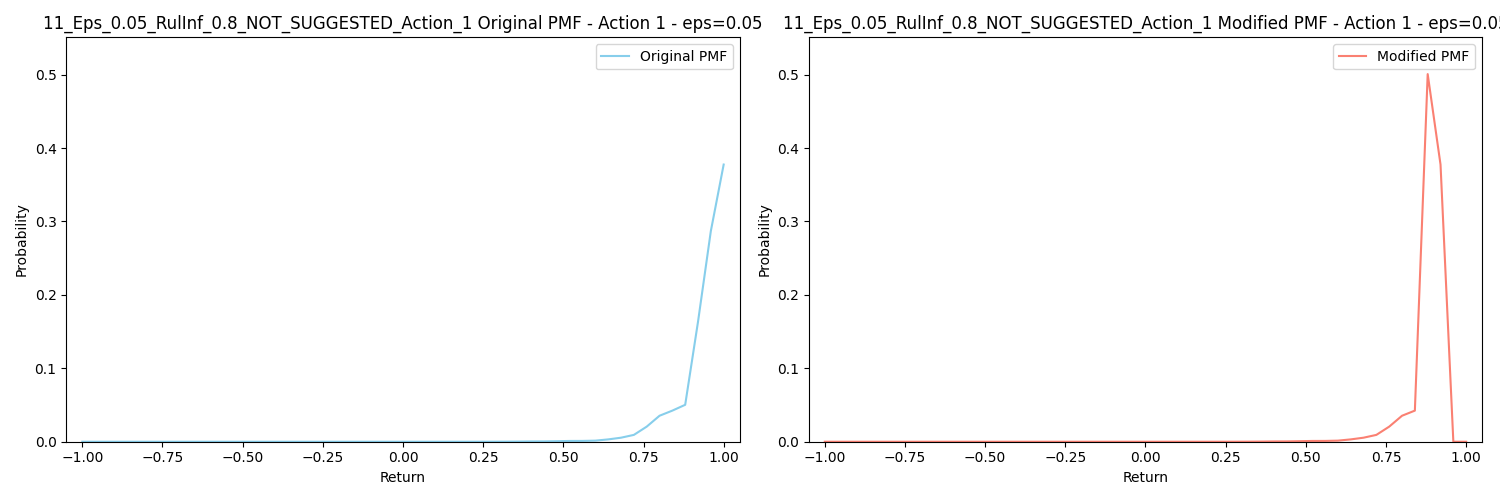 11_Eps_0.05_RulInf_0.8_NOT_SUGGESTED_Action_1 Original PMF - Action 1 - eps=0.05
Original PMF
0.5
0.4
0.3
0.2
0.1
0.0
Probability
−1.00 −0.75 −0.50 −0.25 0.00 0.25 0.50 0.75 1.00
Return
11_Eps_0.05_RulInf_0.8_NOT_SUGGESTED_Action_1 Modified PMF - Action 1 - eps=0.05
Modified PMF
0.5
0.4
0.3
0.2
0.1
0.0
Probability
−1.00 −0.75 −0.50 −0.25 0.00 0.25 0.50 0.75 1.00
Return